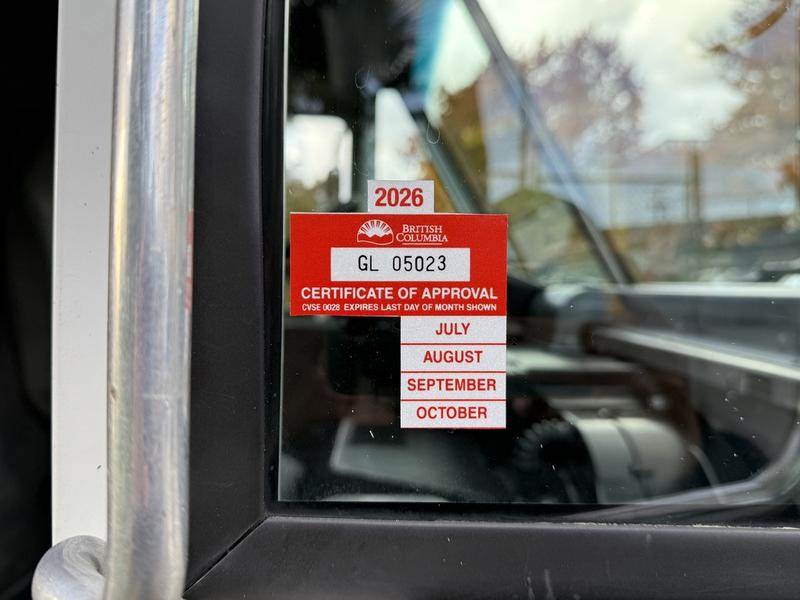 2026
BRITISH
COLUMBIA
GL 05023
CERTIFICATE OF APPROVAL
CVSE 0028 EXPIRES LAST DAY OF MONTH SHOWN
JULY
AUGUST
SEPTEMBER
OCTOBER